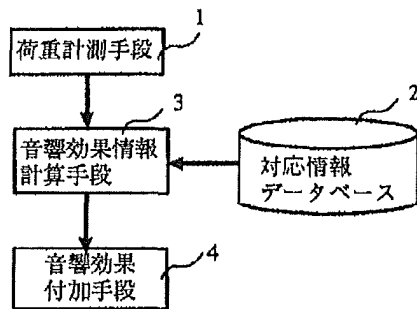 1
荷重計測手段
3
2
音響効果情報
計算手段
対応情報
データベース
音響効果
付加手段
4